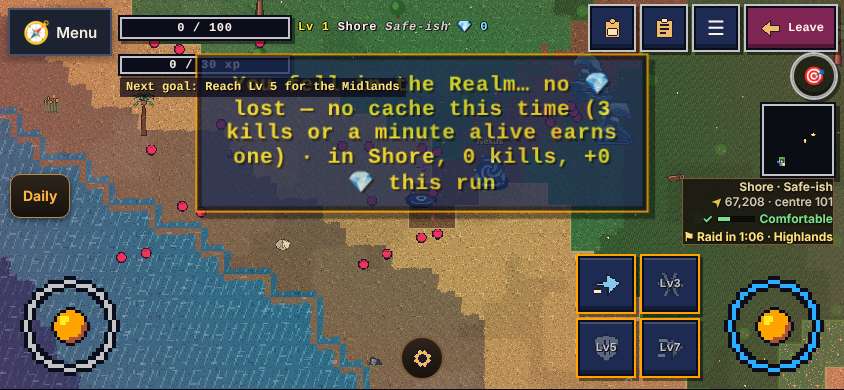 Menu
0 / 100
Lv 1 Shore Safe-ish 💎 0
Leave
0 / 30 xp
Next goal: Reach Lv 5 for the Midlands
the Realm… no 💎
lost — no cache this time (3
kills or a minute alive earns
one) · in Shore, 0 kills, +0
💎 this run
Daily
Shore · Safe-ish
67,208 · centre 101
✓ Comfortable
Raid in 1:06 · Highlands
Lv3
Lv5
Lv7